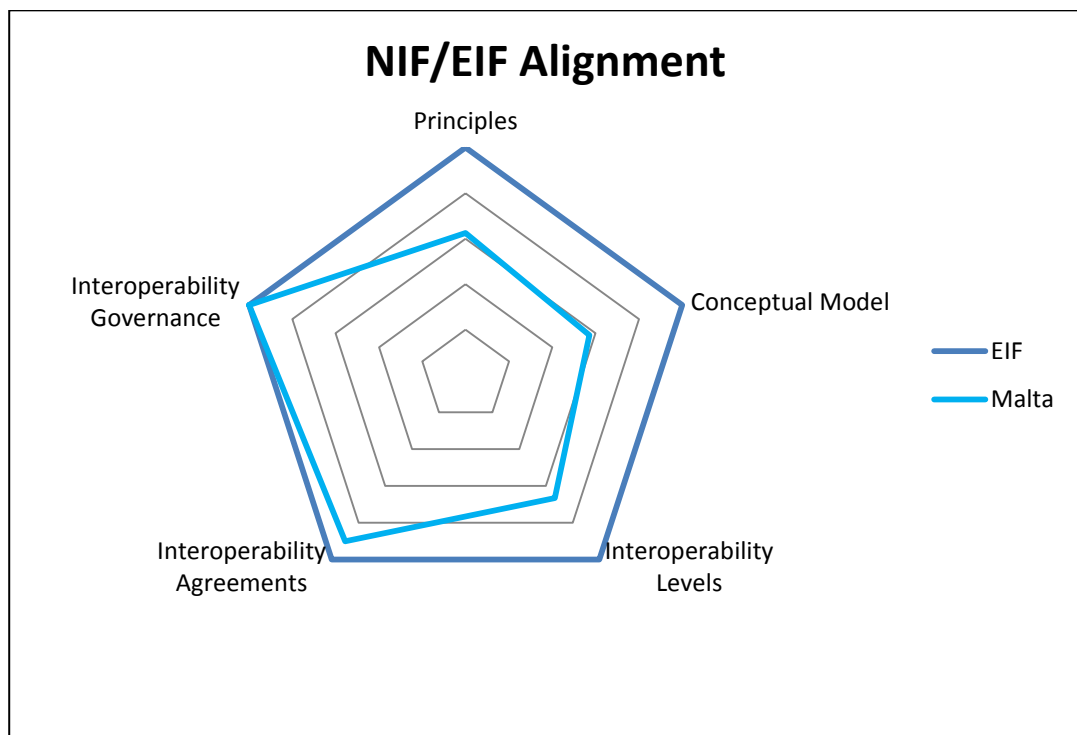 NIF/EIF Alignment
Principles
Interoperability
Governance
Conceptual Model
EIF
Malta
Interoperability
Agreements
Interoperability
Levels